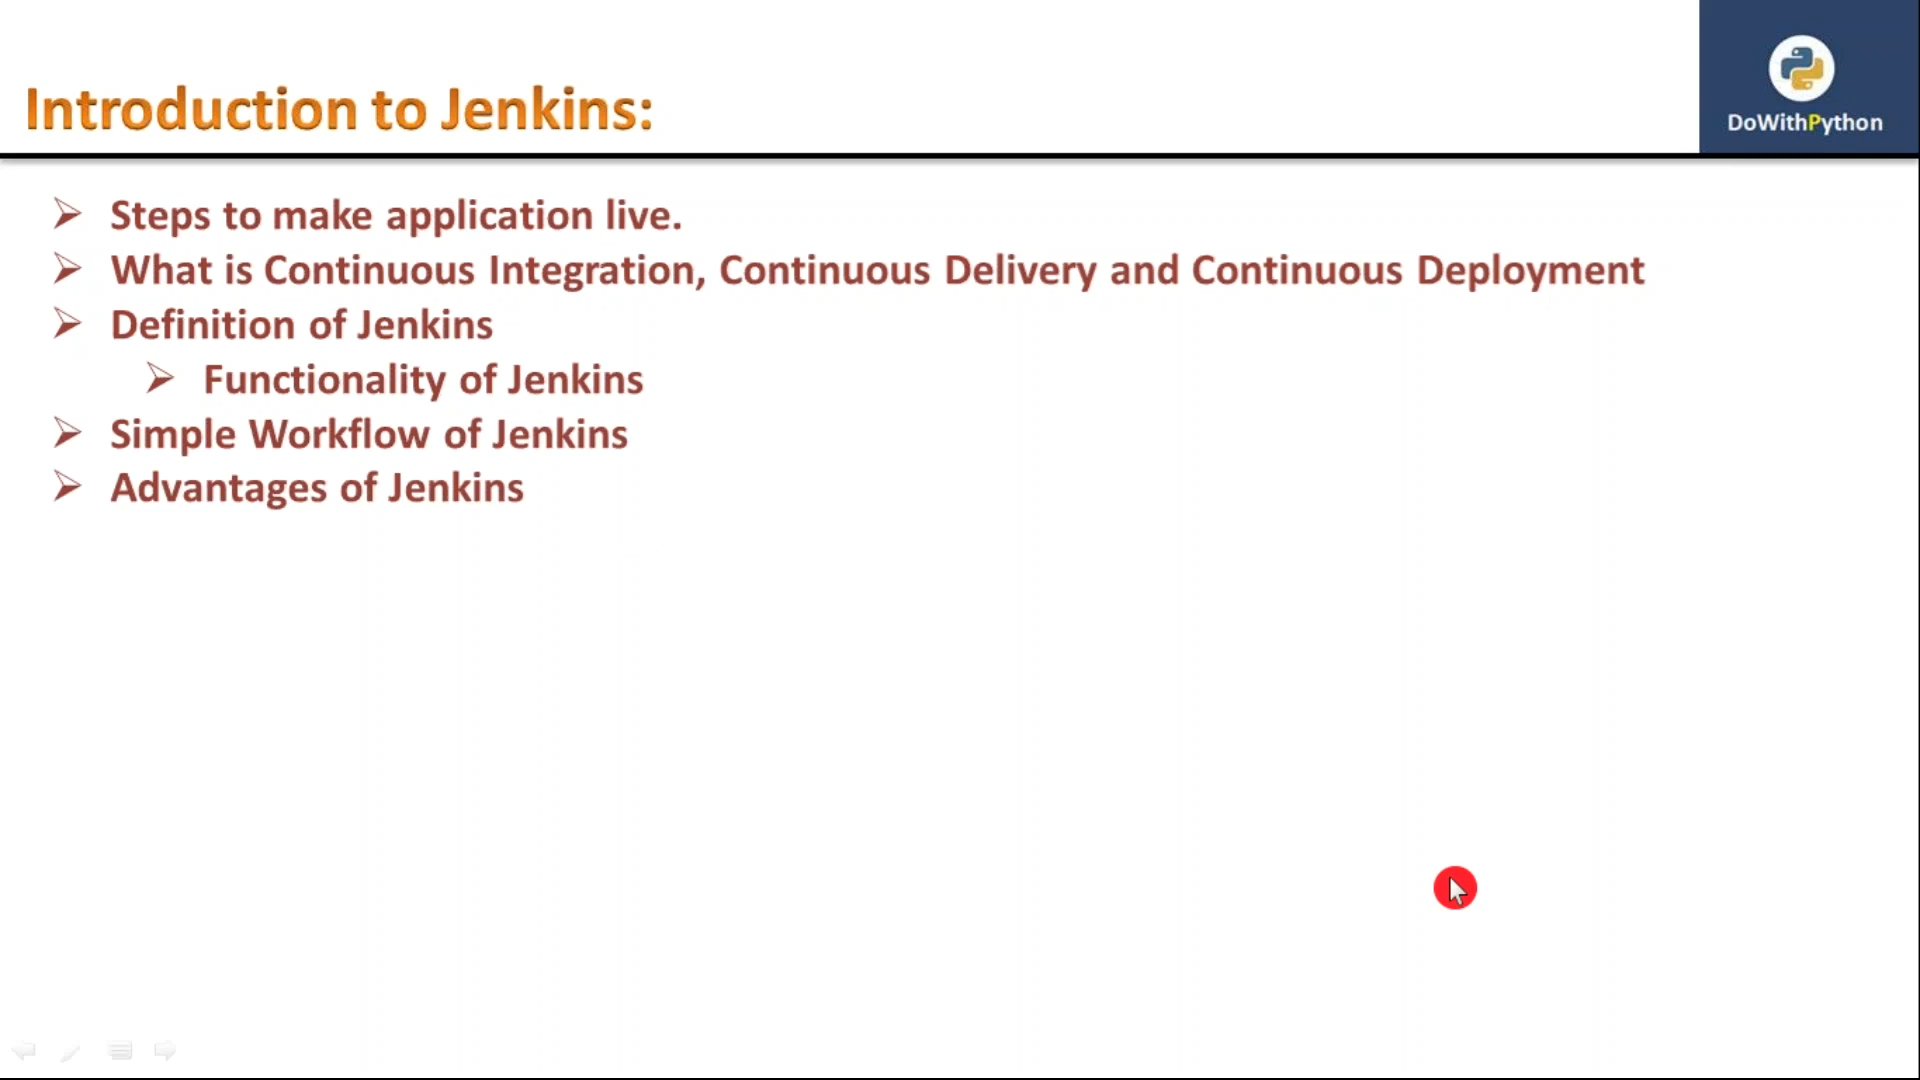 Introduction to Jenkins:
DoWithPython
Steps to make application live.
What is Continuous Integration, Continuous Delivery and Continuous Deployment
Definition of Jenkins
Functionality of Jenkins
Simple Workflow of Jenkins
Advantages of Jenkins